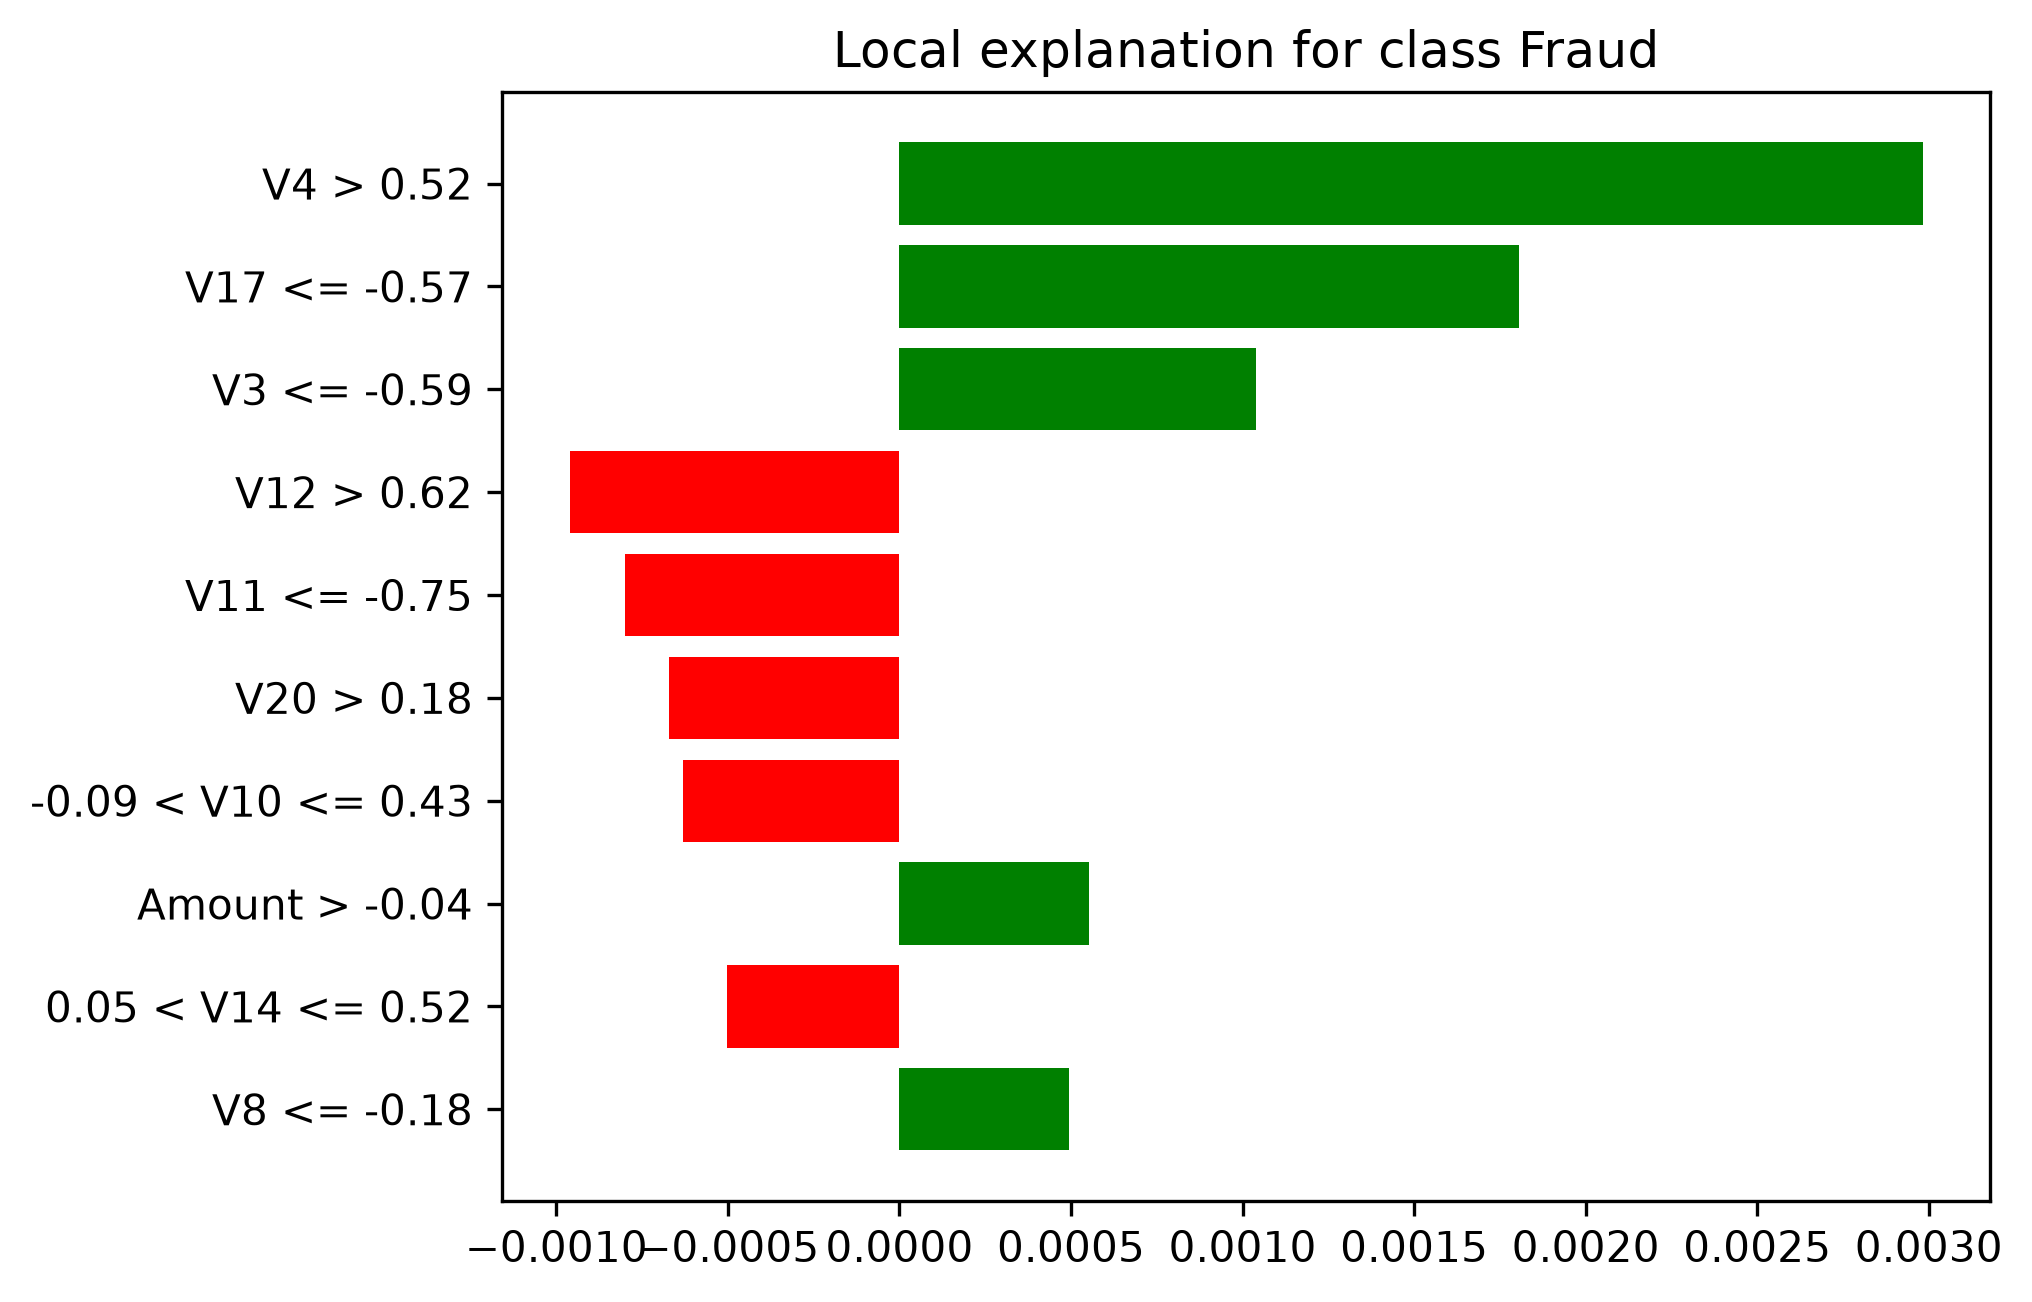 Local explanation for class Fraud
V4 > 0.52
V17 <= -0.57
V3 <= -0.59
V12 > 0.62
V11 <= -0.75
V20 > 0.18
-0.09 < V10 <= 0.43
Amount > -0.04
0.05 < V14 <= 0.52
V8 <= -0.18
−0.0010 −0.0005 0.0000 0.0005 0.0010 0.0015 0.0020 0.0025 0.0030